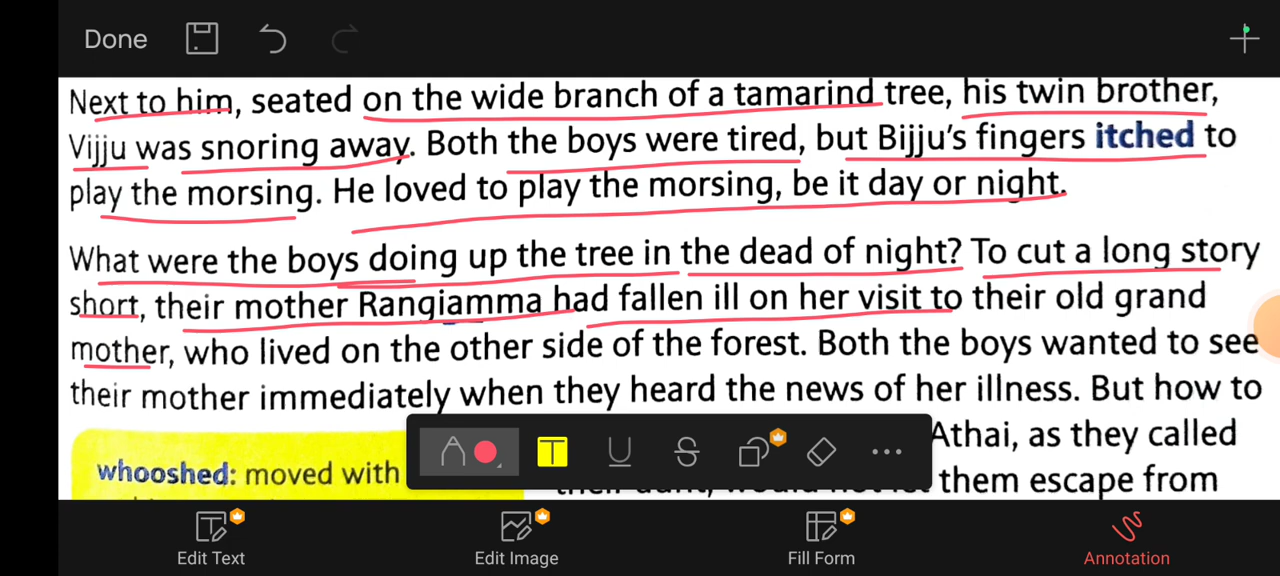 Done
Next to him, seated on the wide branch of a tamarind tree, his twin brother,
Vijju was snoring away. Both the boys were tired, but Bijju's fingers itched to
play the morsing. He loved to play the morsing, be it day or night.
What were the boys doing up the tree in the dead of night? To cut a long story
short, their mother Rangiamma had fallen ill on her visit to their old grand
mother, who lived on the other side of the forest. Both the boys wanted to see
their mother immediately when they heard the news of her illness. But how to
Athai, as they called
whooshed: moved with
their aunt, would not let them escape from
T U S
Edit Text
Edit Image
Fill Form
Annotation